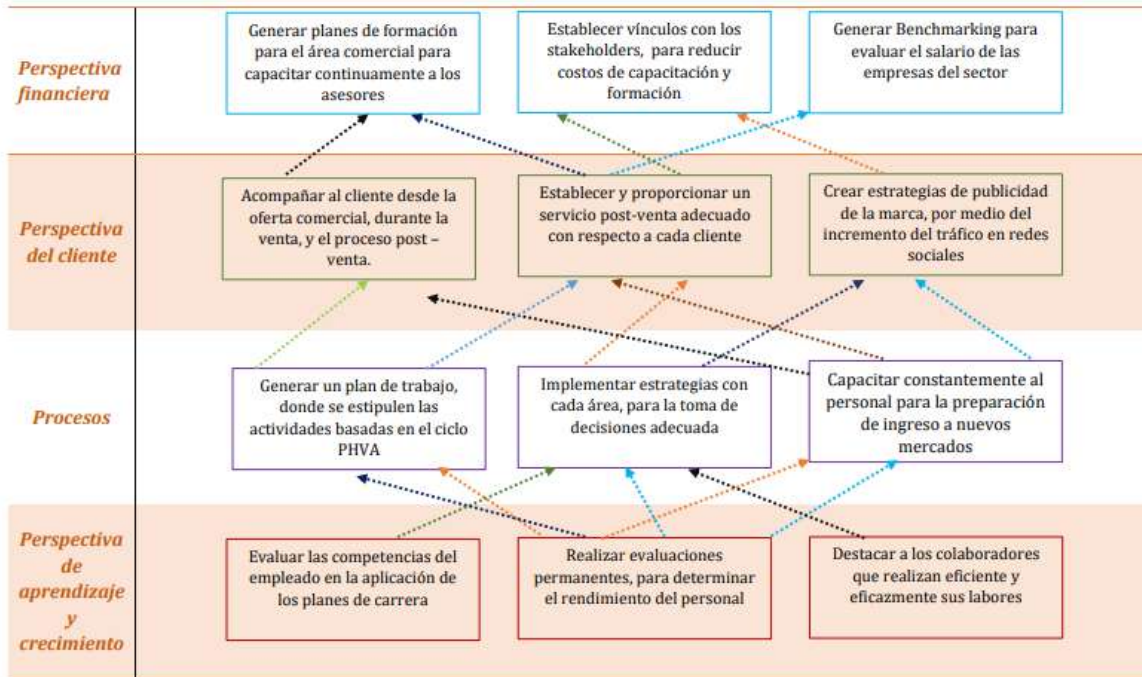 Perspectiva
financiera
Generar planes de formación
para el área comercial para
capacitar continuamente a los
asesores
Establecer vínculos con los
stakeholders, para reducir
costos de capacitación y
formación
Generar Benchmarking para
evaluar el salario de las
empresas del sector
Perspectiva
del cliente
Acompañar al cliente desde la
oferta comercial, durante la
venta, y el proceso post –
venta.
Establecer y proporcionar un
servicio post-venta adecuado
con respecto a cada cliente
Crear estrategias de publicidad
de la marca, por medio del
incremento del tráfico en redes
sociales
Procesos
Generar un plan de trabajo,
donde se estipulen las
actividades basadas en el ciclo
PHVA
Implementar estrategias con
cada área, para la toma de
decisiones adecuada
Capacitar constantemente al
personal para la preparación
de ingreso a nuevos
mercados
Perspectiva
de
aprendizaje
y
crecimiento
Evaluar las competencias del
empleado en la aplicación de
los planes de carrera
Realizar evaluaciones
permanentes, para determinar
el rendimiento del personal
Destacar a los colaboradores
que realizan eficiente y
eficazmente sus labores